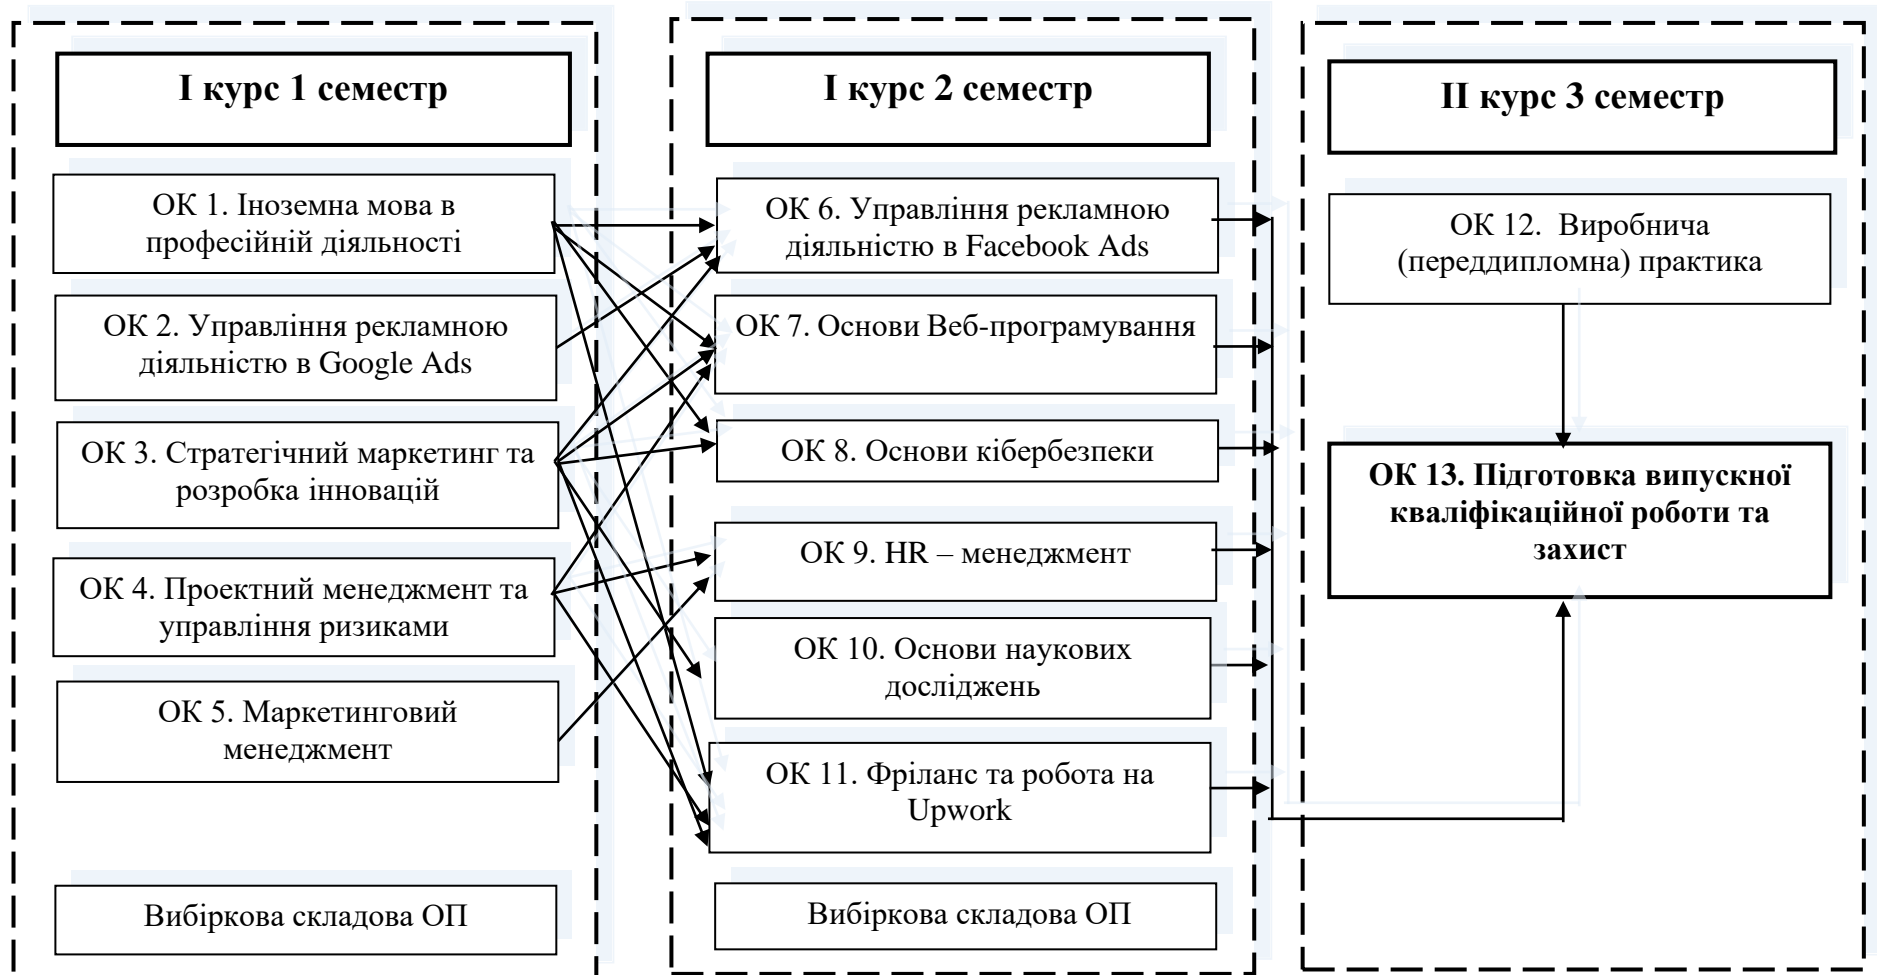 І курс 1 семестр
ОК 1. Іноземна мова в
професійній діяльності
ОК 2. Управління рекламною
діяльністю в Google Ads
ОК 3. Стратегічний маркетинг та
розробка інновацій
ОК 4. Проектний менеджмент та
управління ризиками
ОК 5. Маркетинговий
менеджмент
Вибіркова складова ОП
І курс 2 семестр
ОК 6. Управління рекламною
діяльністю в Facebook Ads
ОК 7. Основи Веб-програмування
ОК 8. Основи кібербезпеки
ОК 9. HR – менеджмент
ОК 10. Основи наукових
досліджень
ОК 11. Фріланс та робота на
Upwork
Вибіркова складова ОП
ІІ курс 3 семестр
ОК 12. Виробнича
(переддипломна) практика
ОК 13. Підготовка випускної
кваліфікаційної роботи та
захист